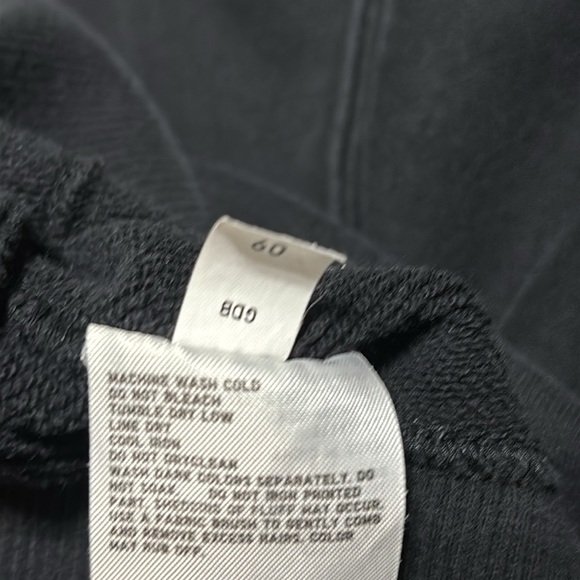 09
GDB
MACHINE WASH COLD
DO NOT BLEACH
TUMBLE DRY LOW
LINE DRY
COOL IRON
DO NOT DRYCLEAN
WASH DARK COLORS SEPARATELY. DO
NOT SOAK. DO NOT IRON PRINTED
PART. SHEDDING OF FLUFF MAY OCCUR.
USE A FABRIC BRUSH TO GENTLY COMB
AND REMOVE EXCESS HAIRS. COLOR
MAY RUB OFF.